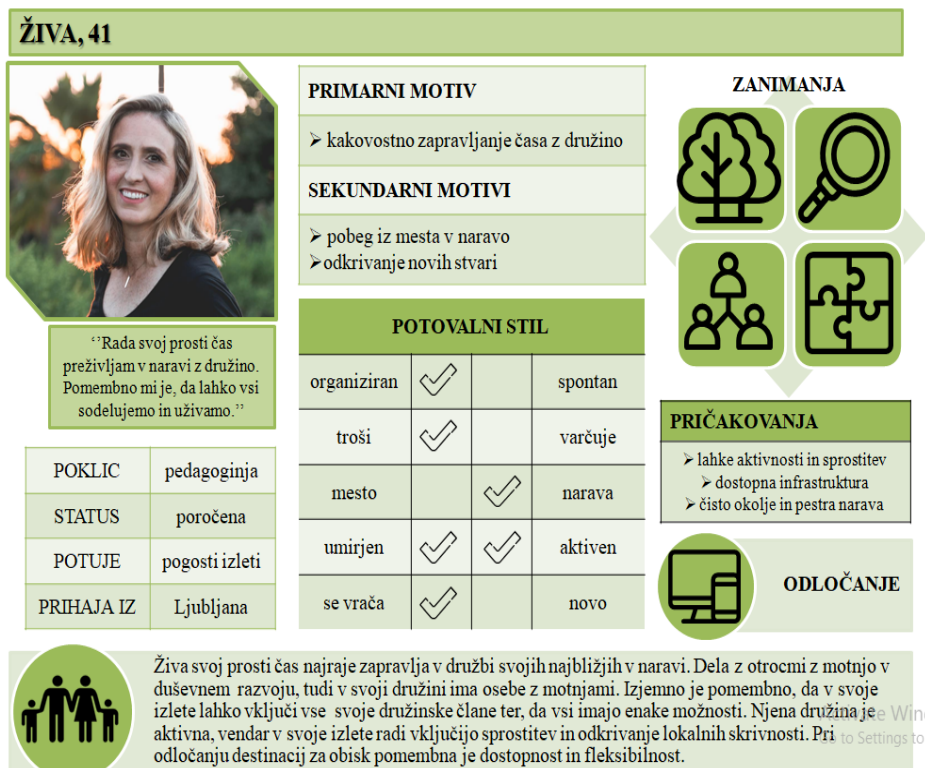 ŽIVA, 41
‘’Rada svoj prosti čas
preživljam v naravi z družino.
Pomembno mi je, da lahko vsi
sodelujemo in uživamo.’’
POKLIC pedagoginja
STATUS poročena
POTUJE pogosti izleti
PRIHAJA IZ Ljubljana
PRIMARNI MOTIV
➢ kakovostno zapravljanje časa z družino
SEKUNDARNI MOTIVI
➢ pobeg iz mesta v naravo
➢odkrivanje novih stvari
POTOVALNI STIL
organiziran spontan
troši varčuje
mesto narava
umirjen aktiven
se vrača novo
ZANIMANJA
PRIČAKOVANJA
➢ lahke aktivnosti in sprostitev
➢ dostopna infrastruktura
➢ čisto okolje in pestra narava
ODLOČANJE
Živa svoj prosti čas najraje zapravlja v družbi svojih najbližjih v naravi. Dela z otrocmi z motnjo v
duševnem razvoju, tudi v svoji družini ima osebe z motnjami. Izjemno je pomembno, da v svoje
izlete lahko vključi vse svoje družinske člane ter, da vsi imajo enake možnosti. Njena družina je
aktivna, vendar v svoje izlete radi vključijo sprostitev in odkrivanje lokalnih skrivnosti. Pri
odločanju destinacij za obisk pomembna je dostopnost in fleksibilnost.
Go to Settings to